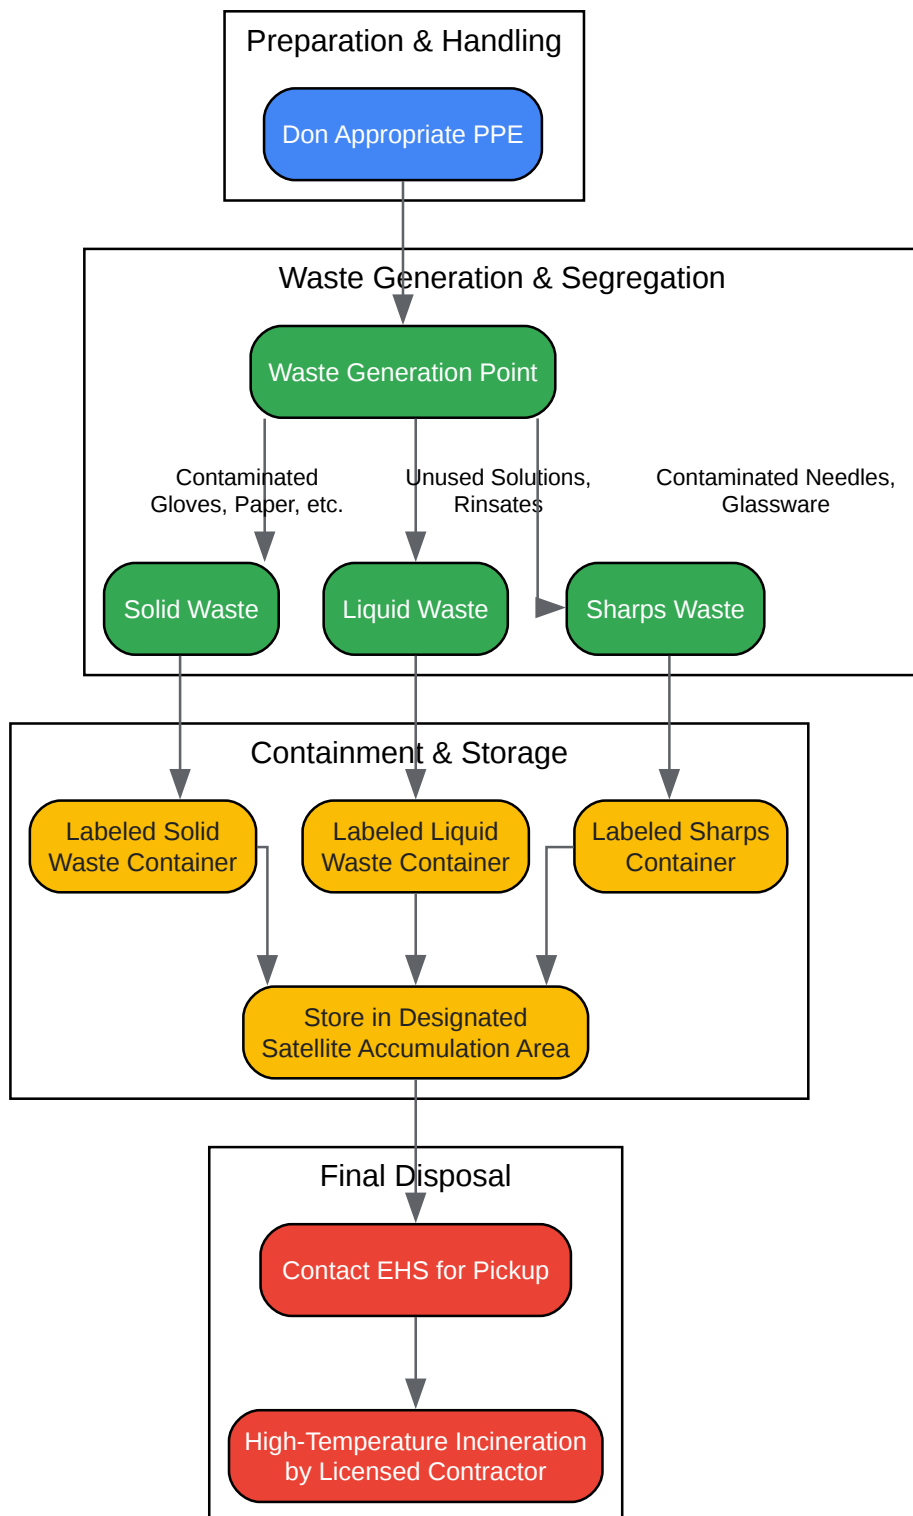 Preparation & Handling
Don Appropriate PPE
Waste Generation & Segregation
Waste Generation Point
Contaminated
Gloves, Paper, etc.
Unused Solutions,
Rinsates
Contaminated Needles,
Glassware
Solid Waste
Liquid Waste
Sharps Waste
Containment & Storage
Labeled Solid
Waste Container
Labeled Liquid
Waste Container
Labeled Sharps
Container
Store in Designated
Satellite Accumulation Area
Final Disposal
Contact EHS for Pickup
High-Temperature Incineration
by Licensed Contractor